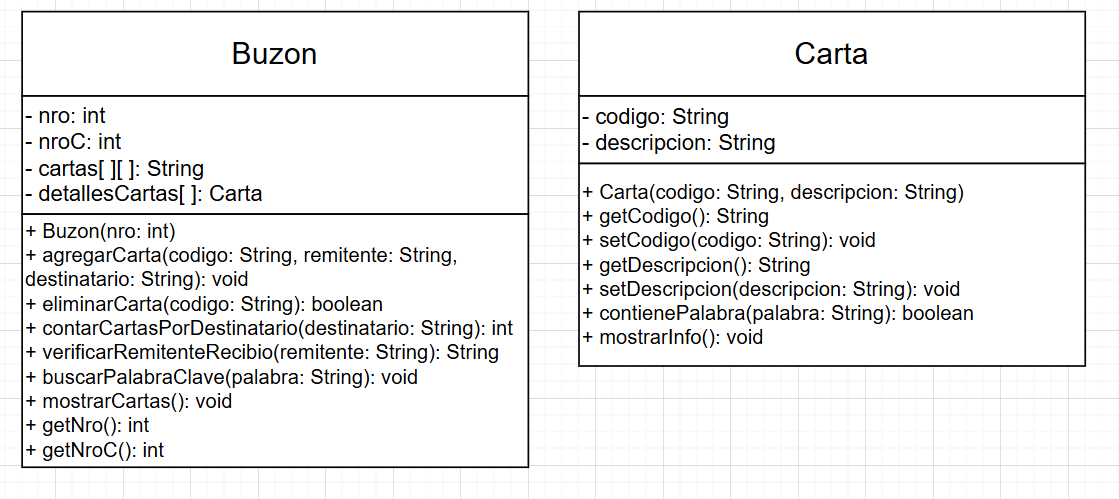 Buzon
- nro: int
- nroC: int
- cartas[ ][ ]: String
- detallesCartas[ ]: Carta
+ Buzon(nro: int)
+ agregarCarta(codigo: String, remitente: String,
destinatario: String): void
+ eliminarCarta(codigo: String): boolean
+ contarCartasPorDestinatario(destinatario: String): int
+ verificarRemitenteRecibio(remitente: String): String
+ buscarPalabraClave(palabra: String): void
+ mostrarCartas(): void
+ getNro(): int
+ getNroC(): int
Carta
- codigo: String
- descripcion: String
+ Carta(codigo: String, descripcion: String)
+ getCodigo(): String
+ setCodigo(codigo: String): void
+ getDescripcion(): String
+ setDescripcion(descripcion: String): void
+ contienePalabra(palabra: String): boolean
+ mostrarInfo(): void